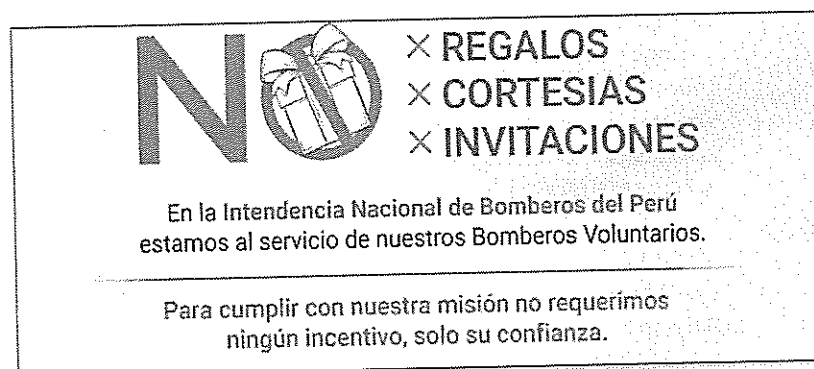 NO
× REGALOS
× CORTESIAS
× INVITACIONES
En la Intendencia Nacional de Bomberos del Perú
estamos al servicio de nuestros Bomberos Voluntarios.
Para cumplir con nuestra misión no requerimos
ningún incentivo, solo su confianza.